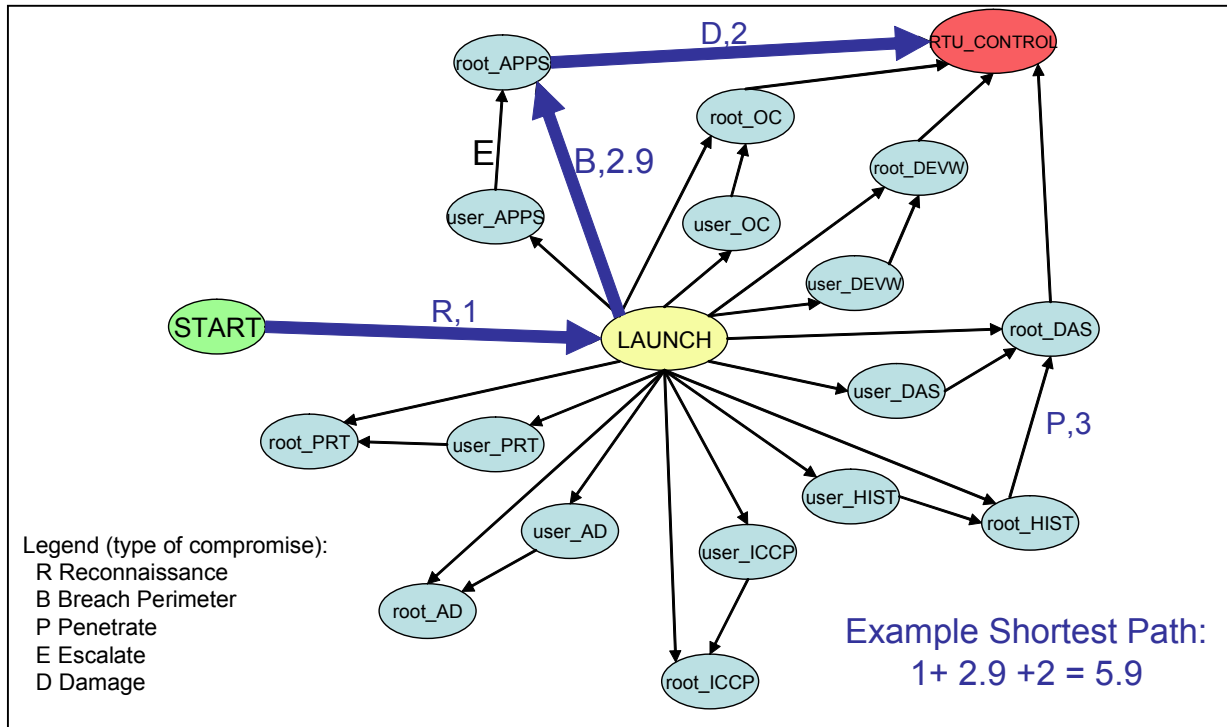 D,2
RTU_CONTROL
root_APPS
root_OC
E
B,2.9
root_DEVW
user_APPS
user_OC
user_DEVW
START
R,1
LAUNCH
root_DAS
user_DAS
P,3
root_PRT
user_PRT
user_HIST
root_HIST
user_AD
user_ICCP
root_AD
root_ICCP
Legend (type of compromise):
R Reconnaissance
B Breach Perimeter
P Penetrate
E Escalate
D Damage
Example Shortest Path:
1+ 2.9 +2 = 5.9